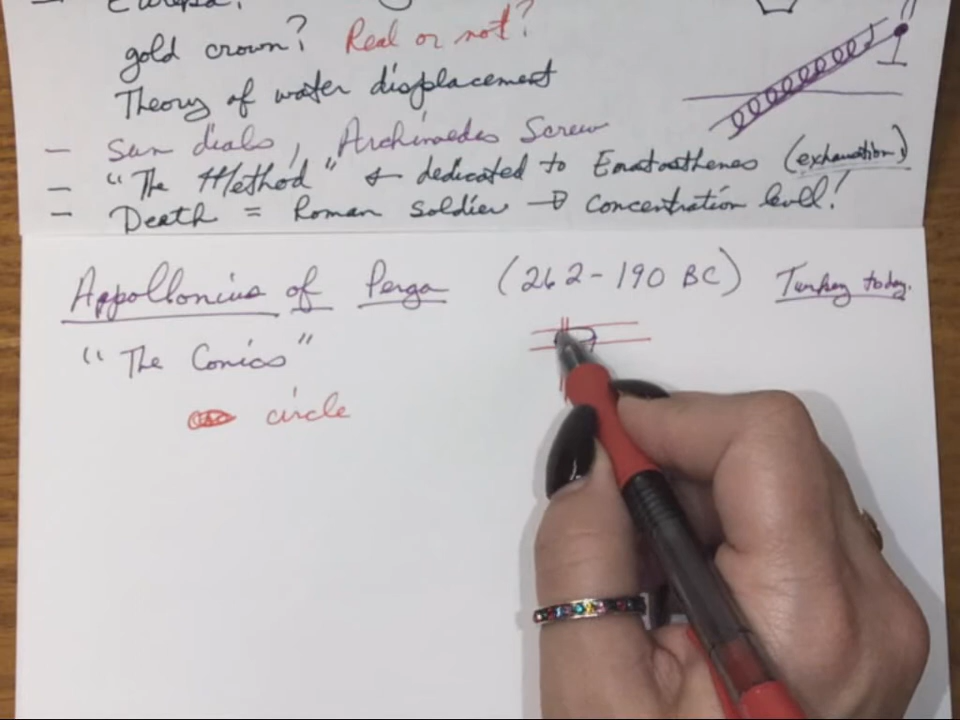 Eureka!
gold crown? Real or not?
Theory of water displacement
- Sun dials, Archimedes Screw
- "The Method" & dedicated to Eratosthenes (exhaustion)
- Death = Roman soldier → concentration level!
Appollonius of Perga (262-190 BC) Turkey today.
"The Conics"
circle